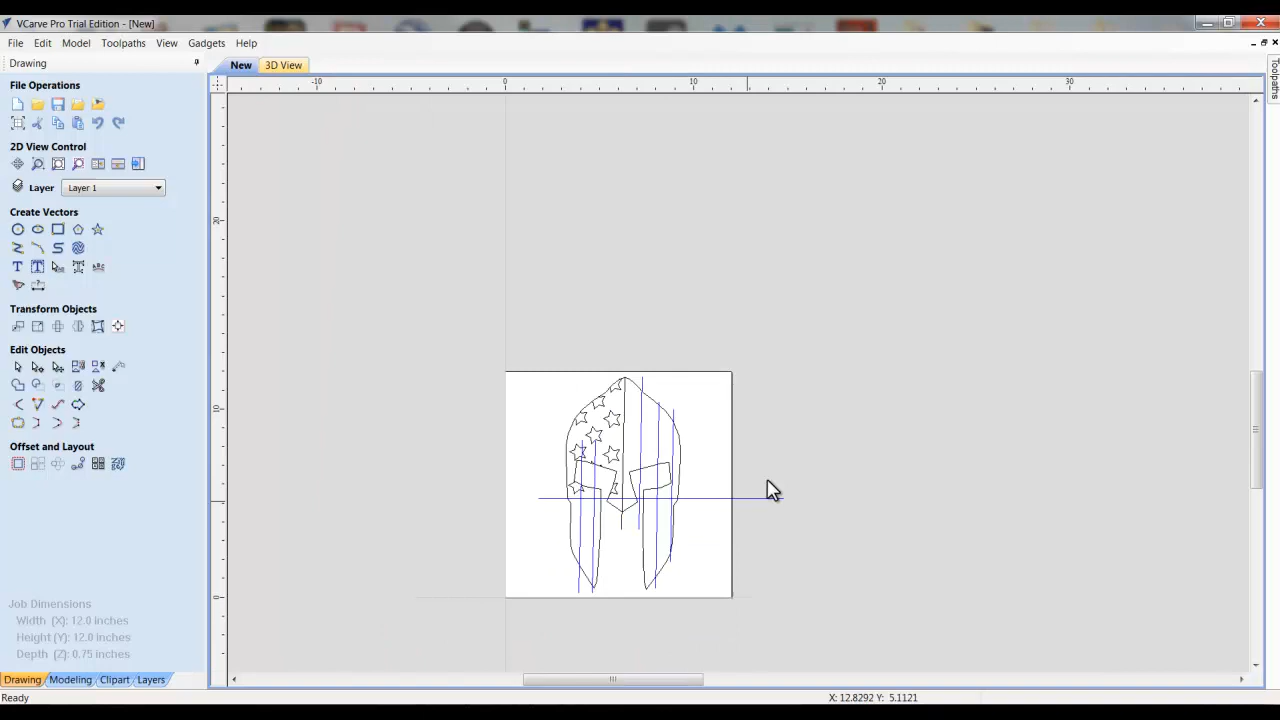 VCarve Pro Trial Edition - [New]
File Edit Model Toolpaths View Gadgets Help
Drawing
New 3D View
Toolpaths
File Operations
2D View Control
Layer Layer 1
Create Vectors
Transform Objects
Edit Objects
Offset and Layout
-10 0 10 20 30
20
10
0
Job Dimensions
Width (X): 12.0 inches
Height (Y): 12.0 inches
Depth (Z): 0.75 inches
Drawing Modeling Clipart Layers
Ready X: 12.8292 Y: 5.1121